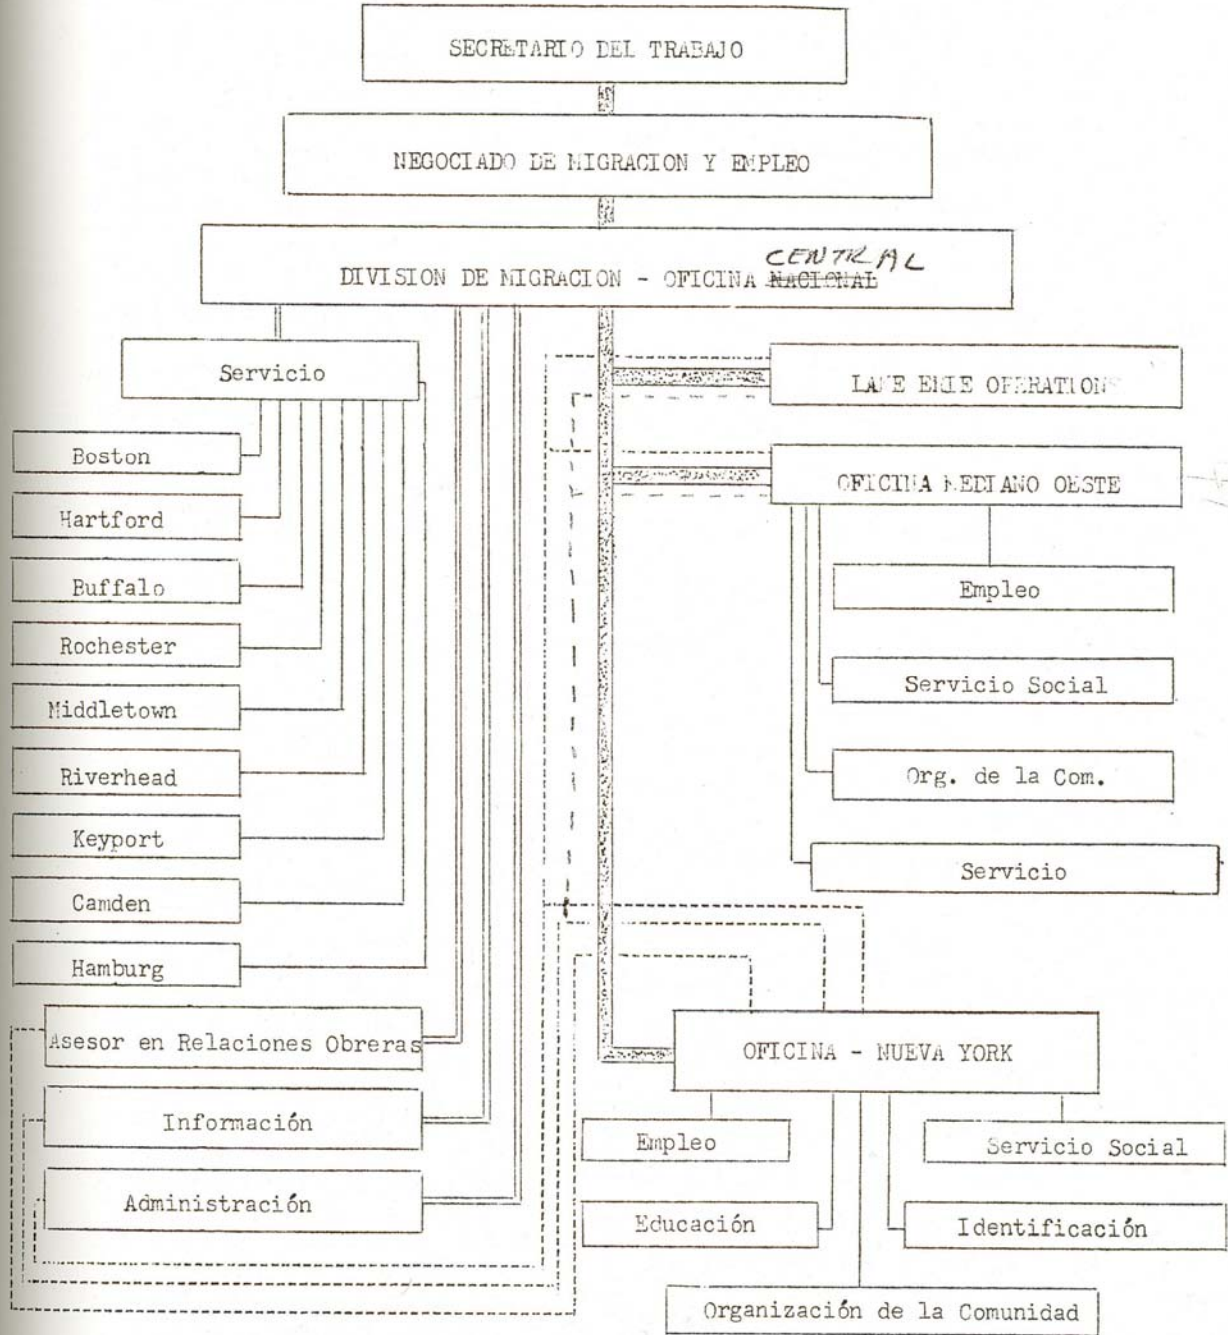 SECRETARIO DEL TRABAJO
NEGOCIADO DE MIGRACION Y EMPLEO
CENTRAL
DIVISION DE MIGRACION - OFICINA NACIONAL
Servicio
Boston
Hartford
Buffalo
Rochester
Middletown
Riverhead
Keyport
Camden
Hamburg
Asesor en Relaciones Obreras
Información
Administración
LAKE ERIE OPERATIONS
OFICINA MEDIANO OESTE
Empleo
Servicio Social
Org. de la Com.
Servicio
OFICINA - NUEVA YORK
Empleo
Servicio Social
Educación
Identificación
Organización de la Comunidad